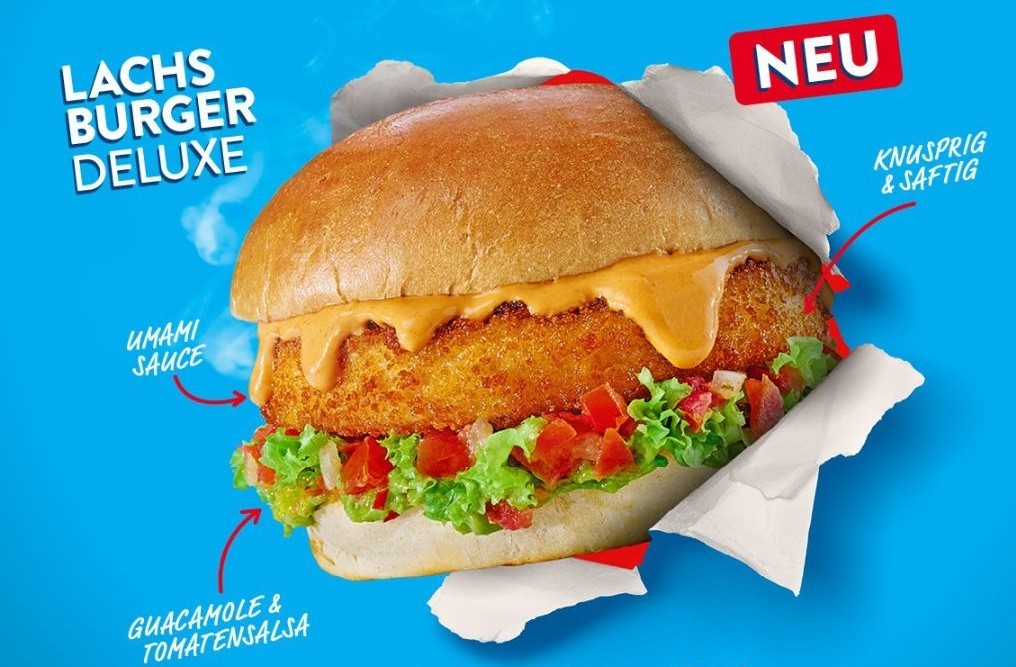 LACHS
BURGER
DELUXE
NEU
KNUSPRIG
& SAFTIG
UMAMI
SAUCE
GUACAMOLE &
TOMATENSALSA